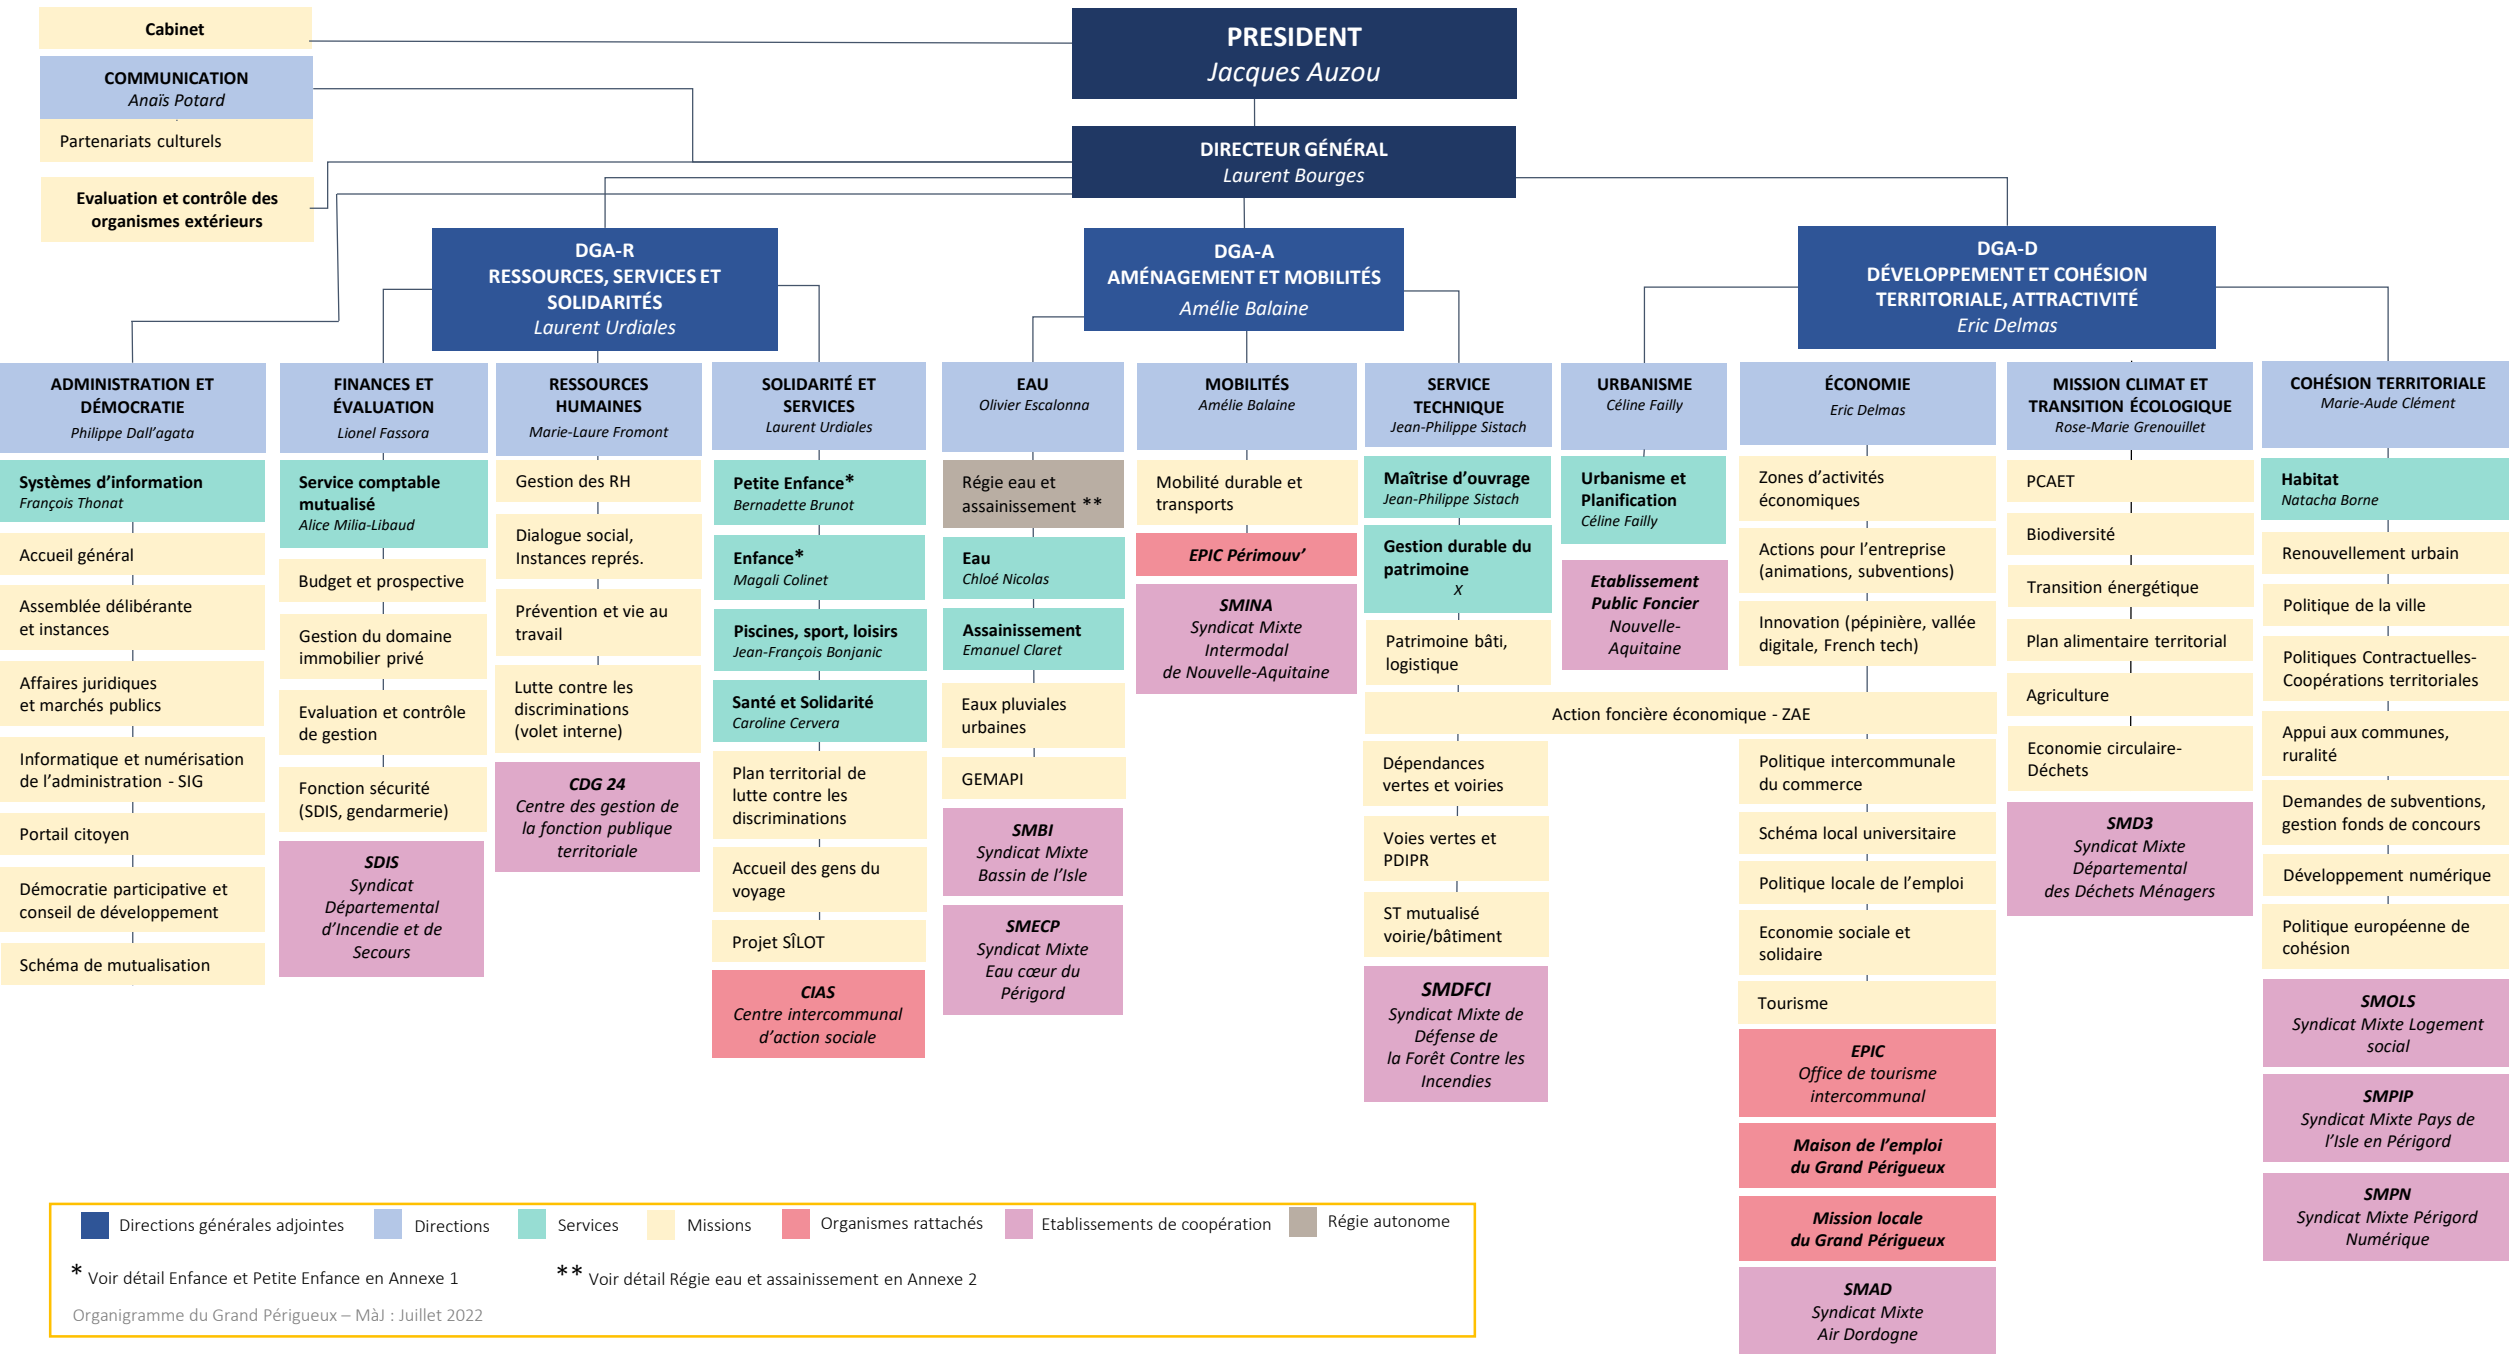 Cabinet
COMMUNICATION
Anaïs Potard
Partenariats culturels
Evaluation et contrôle des
organismes extérieurs
PRESIDENT
Jacques Auzou
DIRECTEUR GÉNÉRAL
Laurent Bourges
DGA-R
RESSOURCES, SERVICES ET
SOLIDARITÉS
Laurent Urdiales
DGA-A
AMÉNAGEMENT ET MOBILITÉS
Amélie Balaine
DGA-D
DÉVELOPPEMENT ET COHÉSION
TERRITORIALE, ATTRACTIVITÉ
Eric Delmas
ADMINISTRATION ET
DÉMOCRATIE
Philippe Dall’agata
Systèmes d’information
François Thonat
Accueil général
Assemblée délibérante
et instances
Affaires juridiques
et marchés publics
Informatique et numérisation
de l’administration - SIG
Portail citoyen
Démocratie participative et
conseil de développement
Schéma de mutualisation
FINANCES ET
ÉVALUATION
Lionel Fassora
Service comptable
mutualisé
Alice Milia-Libaud
Budget et prospective
Gestion du domaine
immobilier privé
Evaluation et contrôle
de gestion
Fonction sécurité
(SDIS, gendarmerie)
SDIS
Syndicat
Départemental
d’Incendie et de
Secours
RESSOURCES
HUMAINES
Marie-Laure Fromont
Gestion des RH
Dialogue social,
Instances représ.
Prévention et vie au
travail
Lutte contre les
discriminations
(volet interne)
CDG 24
Centre des gestion de
la fonction publique
territoriale
SOLIDARITÉ ET
SERVICES
Laurent Urdiales
Petite Enfance*
Bernadette Brunot
Enfance*
Magali Colinet
Piscines, sport, loisirs
Jean-François Bonjanic
Santé et Solidarité
Caroline Cervera
Plan territorial de
lutte contre les
discriminations
Accueil des gens du
voyage
Projet SÎLOT
CIAS
Centre intercommunal
d’action sociale
EAU
Olivier Escalonna
Régie eau et
assainissement **
Eau
Chloé Nicolas
Assainissement
Emanuel Claret
Eaux pluviales
urbaines
GEMAPI
SMBI
Syndicat Mixte
Bassin de l’Isle
SMECP
Syndicat Mixte
Eau cœur du
Périgord
MOBILITÉS
Amélie Balaine
Mobilité durable et
transports
EPIC Périmouv’
SMINA
Syndicat Mixte
Intermodal
de Nouvelle-Aquitaine
SERVICE
TECHNIQUE
Jean-Philippe Sistach
Maîtrise d’ouvrage
Jean-Philippe Sistach
Gestion durable du
patrimoine
X
Patrimoine bâti,
logistique
Action foncière économique - ZAE
Dépendances
vertes et voiries
Voies vertes et
PDIPR
ST mutualisé
voirie/bâtiment
SMDFCI
Syndicat Mixte de
Défense de
la Forêt Contre les
Incendies
URBANISME
Céline Failly
Urbanisme et
Planification
Céline Failly
Etablissement
Public Foncier
Nouvelle-
Aquitaine
ÉCONOMIE
Eric Delmas
Zones d’activités
économiques
Actions pour l’entreprise
(animations, subventions)
Innovation (pépinière, vallée
digitale, French tech)
Politique intercommunale
du commerce
Schéma local universitaire
Politique locale de l’emploi
Economie sociale et
solidaire
Tourisme
EPIC
Office de tourisme
intercommunal
Maison de l’emploi
du Grand Périgueux
Mission locale
du Grand Périgueux
SMAD
Syndicat Mixte
Air Dordogne
MISSION CLIMAT ET
TRANSITION ÉCOLOGIQUE
Rose-Marie Grenouillet
PCAET
Biodiversité
Transition énergétique
Plan alimentaire territorial
Agriculture
Economie circulaire-
Déchets
SMD3
Syndicat Mixte
Départemental
des Déchets Ménagers
COHÉSION TERRITORIALE
Marie-Aude Clément
Habitat
Natacha Borne
Renouvellement urbain
Politique de la ville
Politiques Contractuelles-
Coopérations territoriales
Appui aux communes,
ruralité
Demandes de subventions,
gestion fonds de concours
Développement numérique
Politique européenne de
cohésion
SMOLS
Syndicat Mixte Logement
social
SMPIP
Syndicat Mixte Pays de
l’Isle en Périgord
SMPN
Syndicat Mixte Périgord
Numérique
Directions générales adjointes
Directions
Services
Missions
Organismes rattachés
Etablissements de coopération
Régie autonome
* Voir détail Enfance et Petite Enfance en Annexe 1
** Voir détail Régie eau et assainissement en Annexe 2
Organigramme du Grand Périgueux – MàJ : Juillet 2022